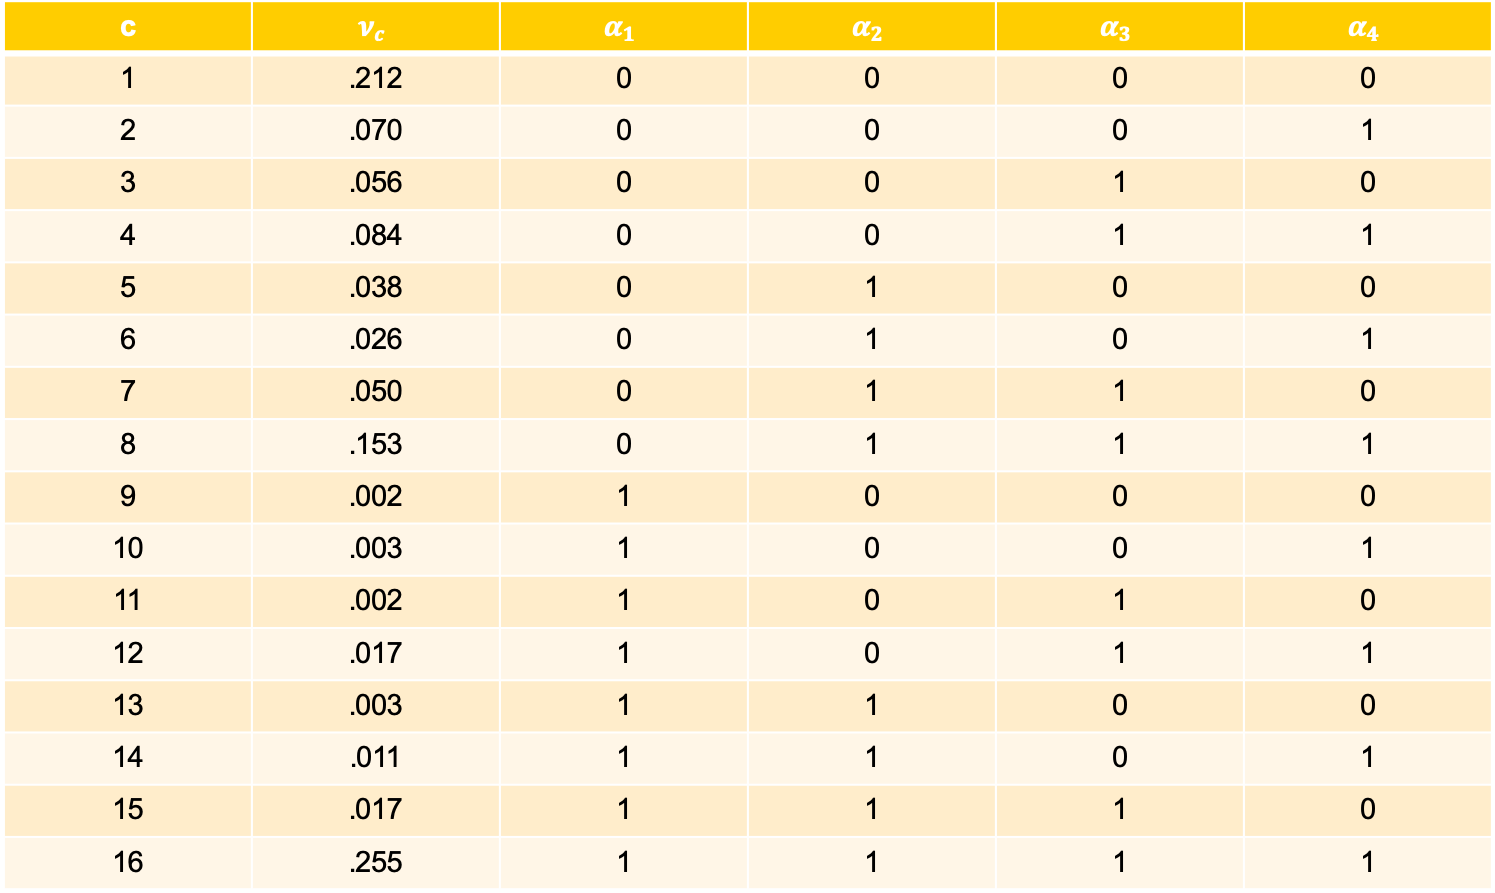 c 𝝂𝒄 𝜶𝟏 𝜶𝟐 𝜶𝟑 𝜶𝟒
1 .212 0 0 0 0
2 .070 0 0 0 1
3 .056 0 0 1 0
4 .084 0 0 1 1
5 .038 0 1 0 0
6 .026 0 1 0 1
7 .050 0 1 1 0
8 .153 0 1 1 1
9 .002 1 0 0 0
10 .003 1 0 0 1
11 .002 1 0 1 0
12 .017 1 0 1 1
13 .003 1 1 0 0
14 .011 1 1 0 1
15 .017 1 1 1 0
16 .255 1 1 1 1